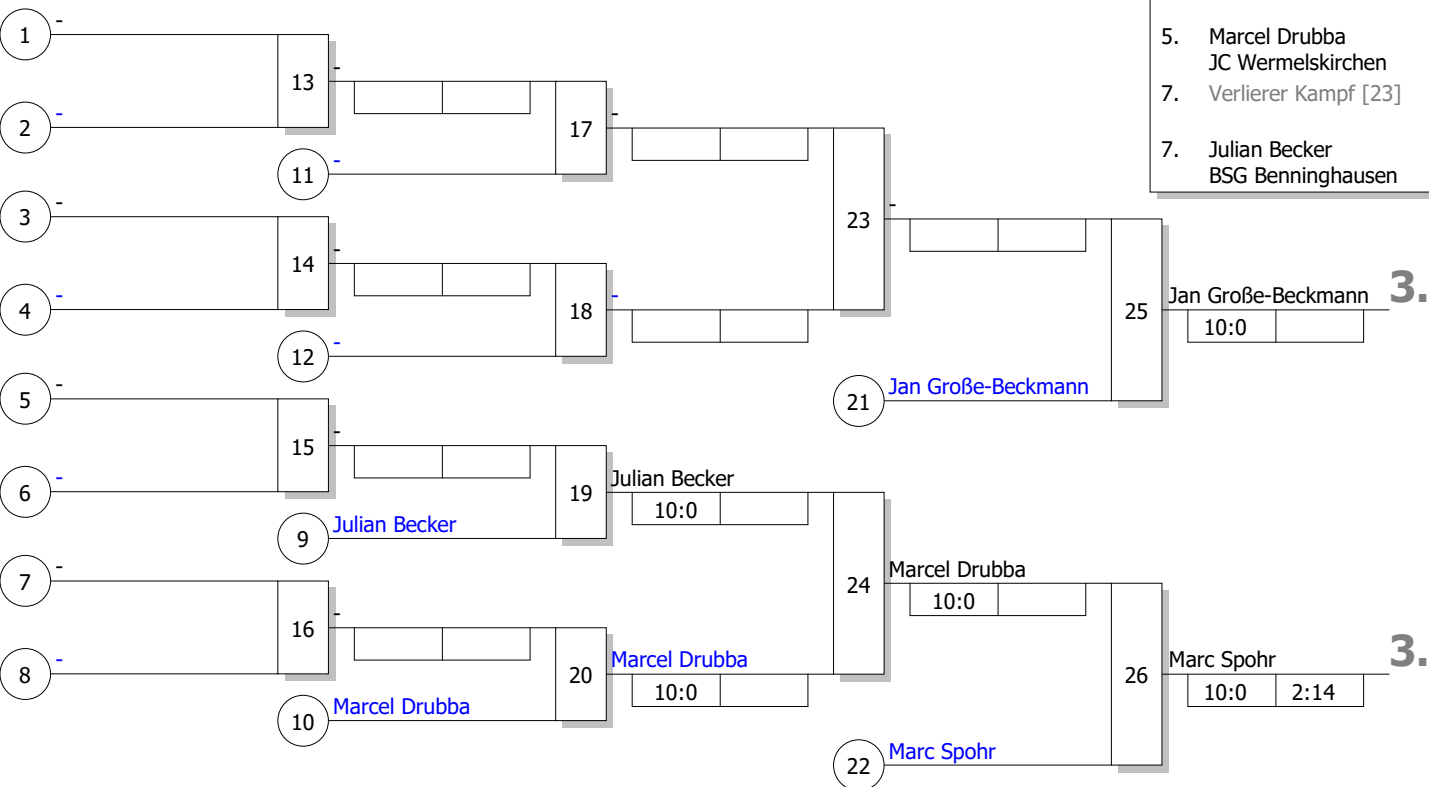 1 -
13 -
2 -
17 -
11 -
3 -
14 -
4 -
18 -
12 -
23 -
5 -
15 -
6 -
19 Julian Becker
10:0
9 Julian Becker
7 -
16 -
8 -
20 Marcel Drubba
10:0
10 Marcel Drubba
24 Marcel Drubba
10:0
25 Jan Große-Beckmann 3.
10:0
21 Jan Große-Beckmann
26 Marc Spohr 3.
10:0 2:14
22 Marc Spohr
5. Marcel Drubba
JC Wermelskirchen
7. Verlierer Kampf [23]
7. Julian Becker
BSG Benninghausen